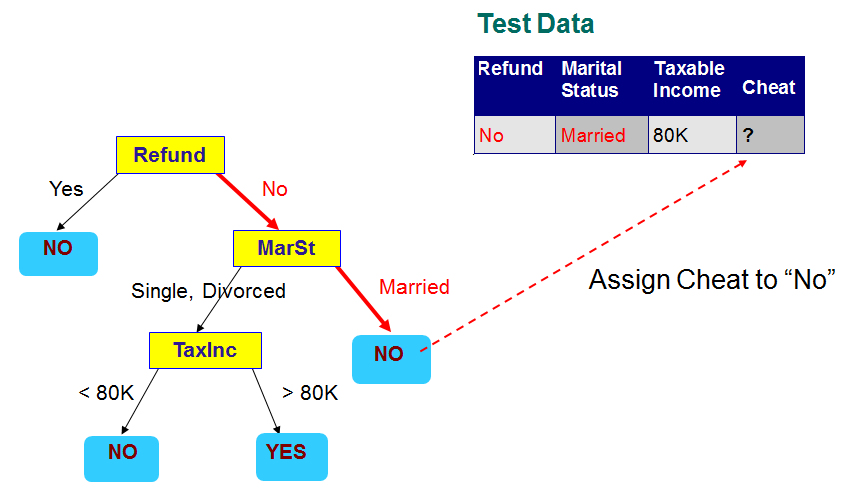 Test Data
Refund Marital Status Taxable Income Cheat
No Married 80K ?
Refund
Yes No
NO MarSt
Assign Cheat to “No”
Single, Divorced Married
TaxInc NO
< 80K > 80K
NO YES